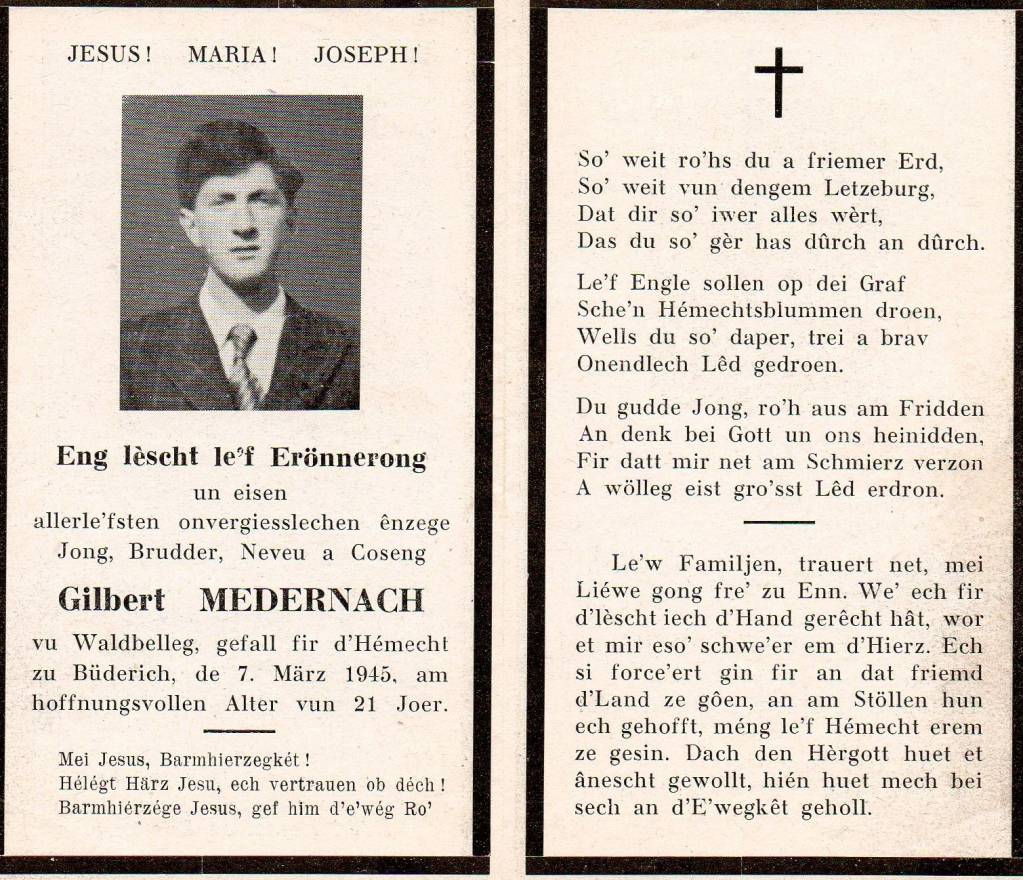 JESUS! MARIA! JOSEPH!
Eng lèscht le'f Erönnerong
un eisen
allerle'fsten onvergiesslechen ênzege
Jong, Brudder, Neveu a Coseng
Gilbert MEDERNACH
vu Waldbelleg, gefall fir d'Hémecht
zu Büderich, de 7. März 1945, am
hoffnungsvollen Alter vun 21 Joer.
Mei Jesus, Barmhierzegkét!
Hélégt Härz Jesu, ech vertrauen ob déch!
Barmhiérzége Jesus, gef him d'e'wég Ro'
So' weit ro'hs du a friemer Erd,
So' weit vun dengem Letzeburg,
Dat dir so' iwer alles wèrt,
Das du so' gèr has dûrch an dûrch.
Le'f Engle sollen op dei Graf
Sche'n Hémechtsblummen droen,
Wells du so' daper, trei a brav
Onendlech Lêd gedroen.
Du gudde Jong, ro'h aus am Fridden
An denk bei Gott un ons heinidden,
Fir datt mir net am Schmierz verzon
A wölleg eist gro'sst Lêd erdron.
Le'w Familjen, trauert net, mei
Liéwe gong fre' zu Enn. We' ech fir
d'lèscht iech d'Hand gerêcht hât, wor
et mir eso' schwe'er em d'Hierz. Ech
si force'ert gin fir an dat friemd
d'Land ze gôen, an am Stöllen hun
ech gehofft, méng le'f Hémecht erem
ze gesin. Dach den Hèrgott huet et
ânescht gewollt, hién huet mech bei
sech an d'E'wegkêt geholl.